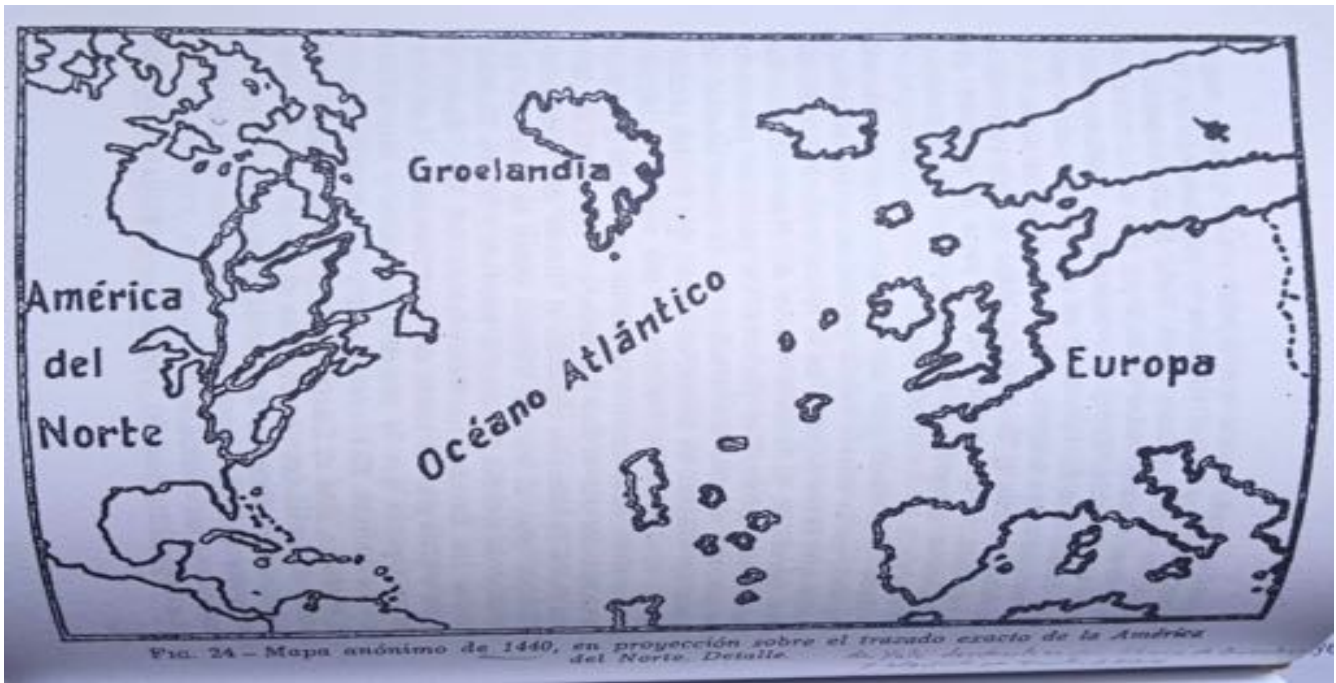 Groelandia
América
del
Norte
Océano Atlántico
Europa
FIG. 24 — Mapa anónimo de 1440, en proyección sobre el trazado exacto de la América
del Norte. Detalle.